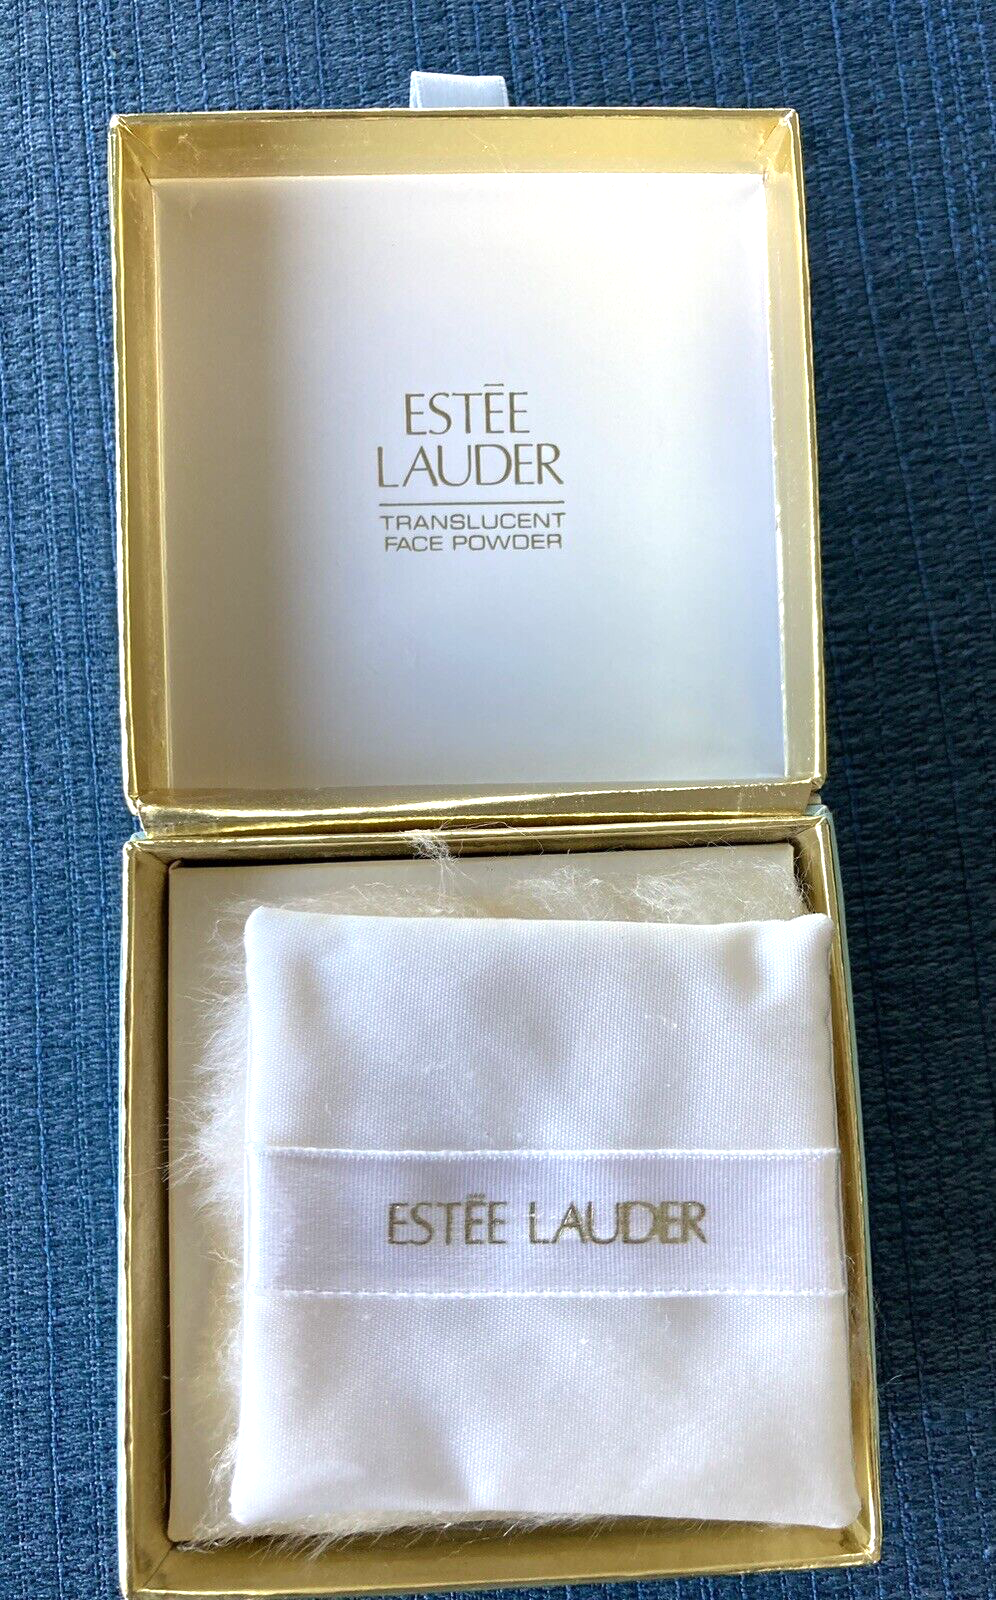 ESTĒE
LAUDER
TRANSLUCENT
FACE POWDER
ESTĒE LAUDER